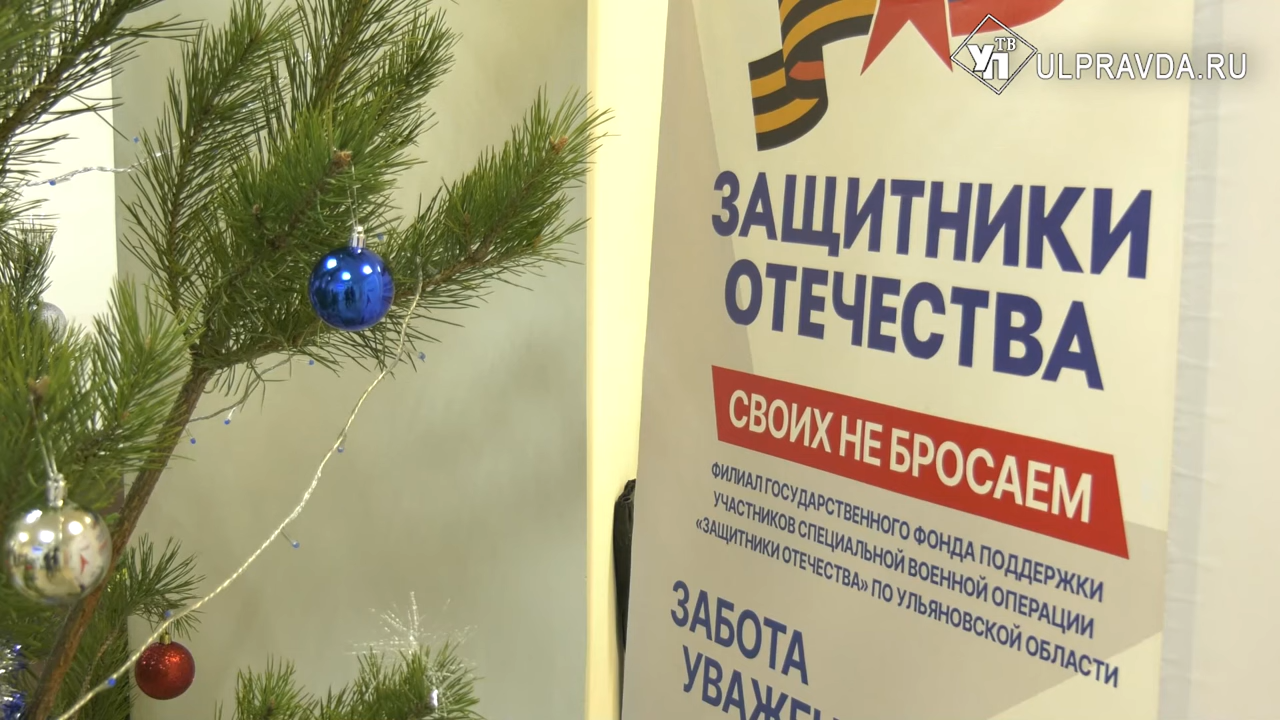 УП ТВ ULPRAVDA.RU
ЗАЩИТНИКИ
ОТЕЧЕСТВА
СВОИХ НЕ БРОСАЕМ
ФИЛИАЛ ГОСУДАРСТВЕННОГО ФОНДА ПОДДЕРЖКИ
УЧАСТНИКОВ СПЕЦИАЛЬНОЙ ВОЕННОЙ ОПЕРАЦИИ
«ЗАЩИТНИКИ ОТЕЧЕСТВА» ПО УЛЬЯНОВСКОЙ ОБЛАСТИ
ЗАБОТА